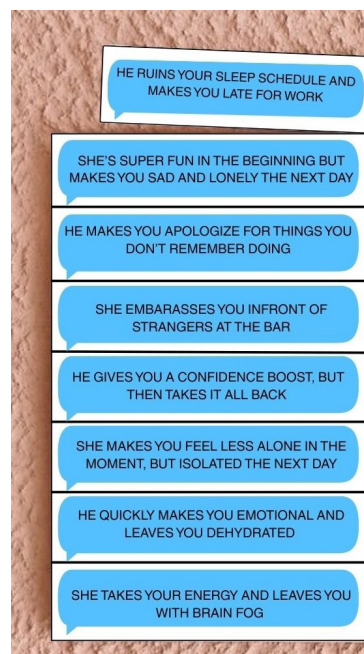 HE RUINS YOUR SLEEP SCHEDULE AND
MAKES YOU LATE FOR WORK
SHE'S SUPER FUN IN THE BEGINNING BUT
MAKES YOU SAD AND LONELY THE NEXT DAY
HE MAKES YOU APOLOGIZE FOR THINGS YOU
DON'T REMEMBER DOING
SHE EMBARASSES YOU INFRONT OF
STRANGERS AT THE BAR
HE GIVES YOU A CONFIDENCE BOOST, BUT
THEN TAKES IT ALL BACK
SHE MAKES YOU FEEL LESS ALONE IN THE
MOMENT, BUT ISOLATED THE NEXT DAY
HE QUICKLY MAKES YOU EMOTIONAL AND
LEAVES YOU DEHYDRATED
SHE TAKES YOUR ENERGY AND LEAVES YOU
WITH BRAIN FOG